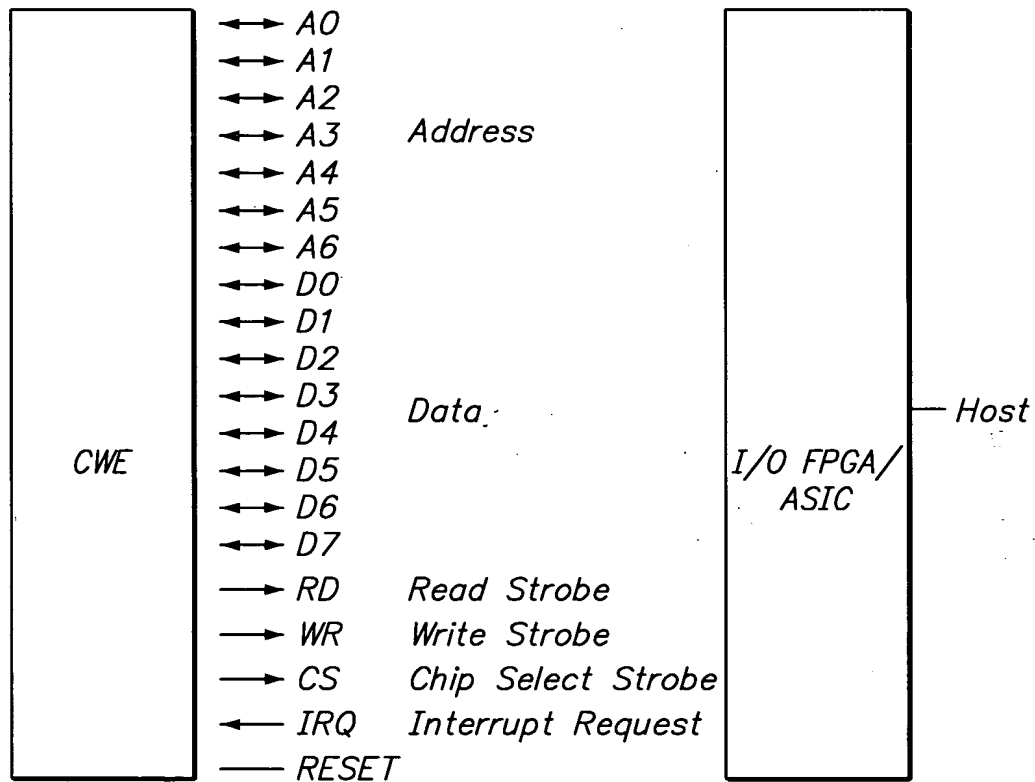 A0
A1
A2
A3 Address
A4
A5
A6
D0
D1
D2
D3 Data
D4
D5
D6
D7
RD Read Strobe
WR Write Strobe
CS Chip Select Strobe
IRQ Interrupt Request
RESET
CWE
I/O FPGA/
ASIC
Host